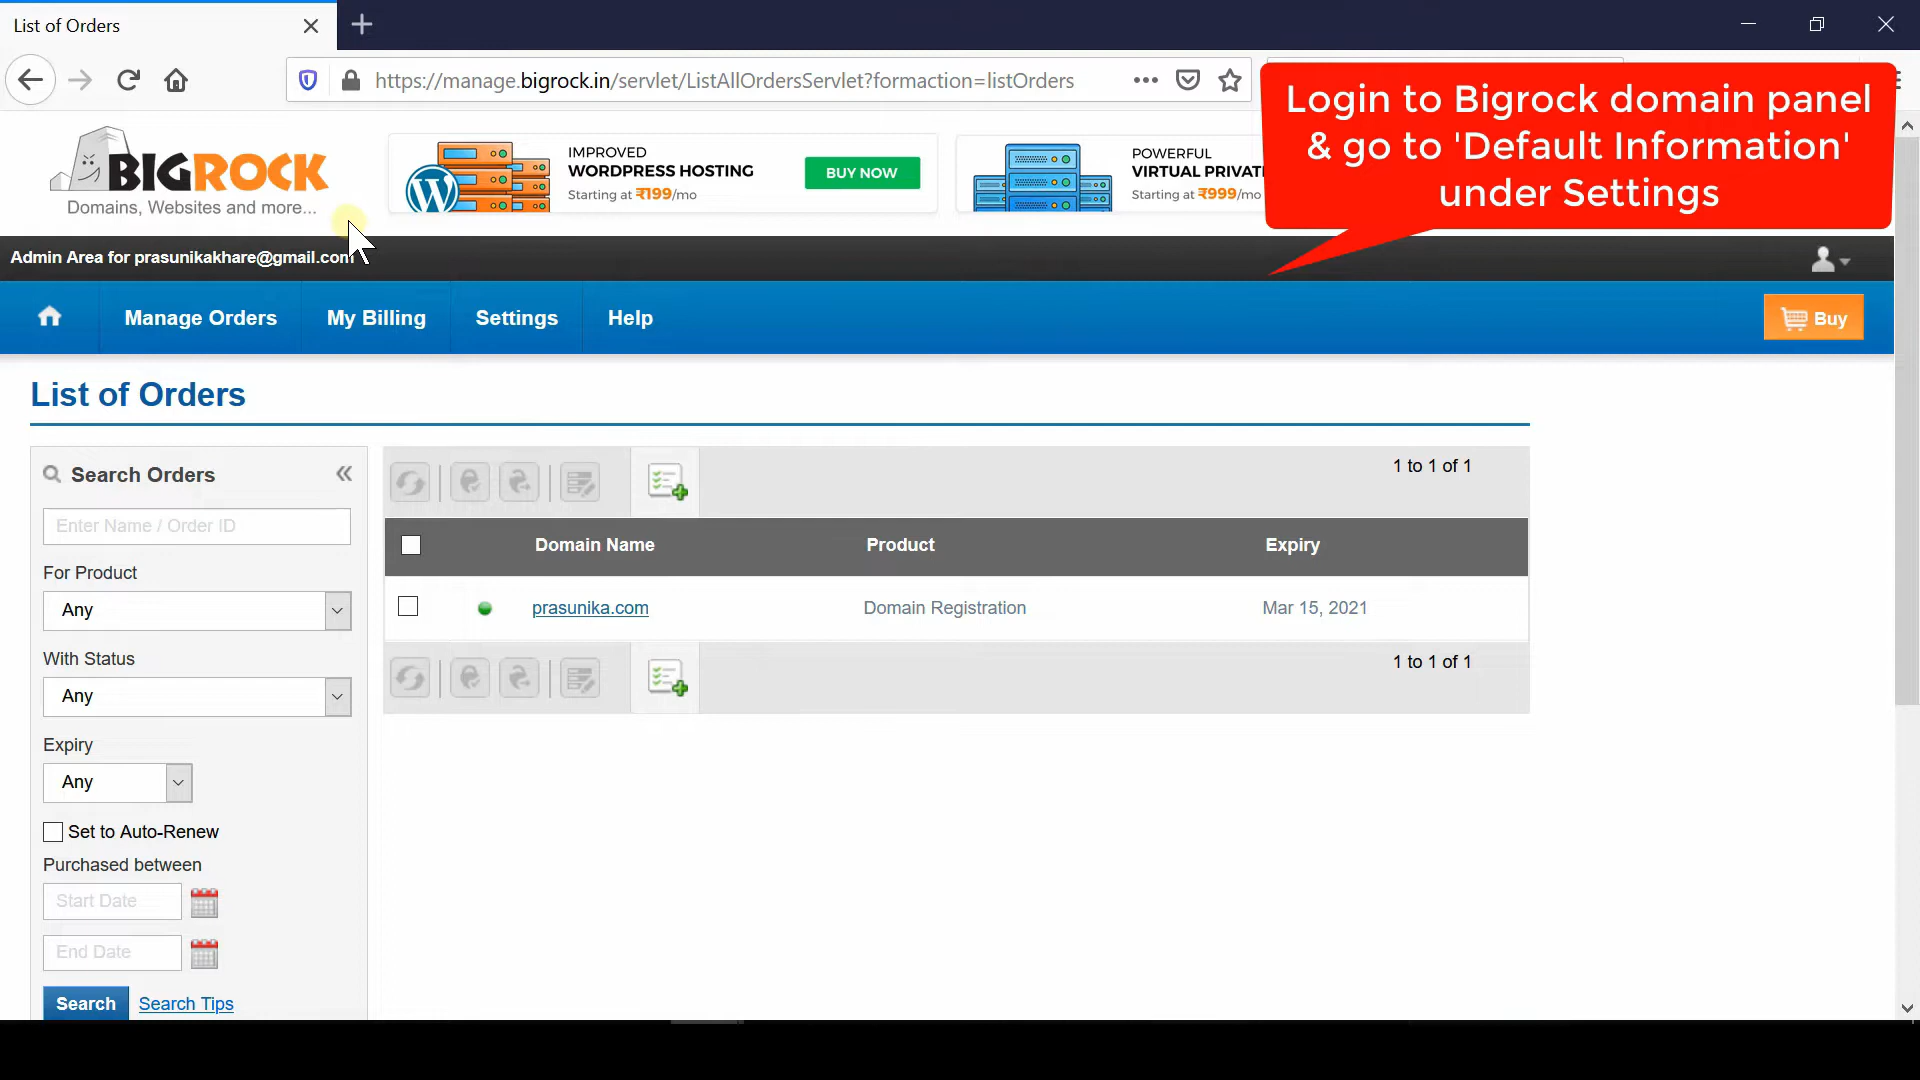 List of Orders
https://manage.bigrock.in/servlet/ListAllOrdersServlet?formaction=listOrders
Login to Bigrock domain panel
& go to 'Default Information'
under Settings
BIGROCK
Domains, Websites and more...
IMPROVED
WORDPRESS HOSTING
Starting at ₹199/mo
BUY NOW
POWERFUL
VIRTUAL PRIVATE
Starting at ₹999/mo
Admin Area for prasunikakhare@gmail.com
Manage Orders
My Billing
Settings
Help
Buy
List of Orders
Search Orders
Enter Name / Order ID
For Product
Any
With Status
Any
Expiry
Any
Set to Auto-Renew
Purchased between
Start Date
End Date
Search
Search Tips
1 to 1 of 1
Domain Name
Product
Expiry
prasunika.com
Domain Registration
Mar 15, 2021
1 to 1 of 1